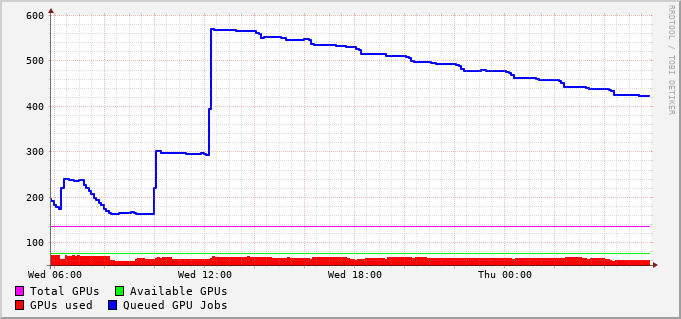 600
500
400
300
200
100
Wed 06:00 Wed 12:00 Wed 18:00 Thu 00:00
Total GPUs Available GPUs
GPUs used Queued GPU Jobs
RRDTOOL / TOBI OETIKER